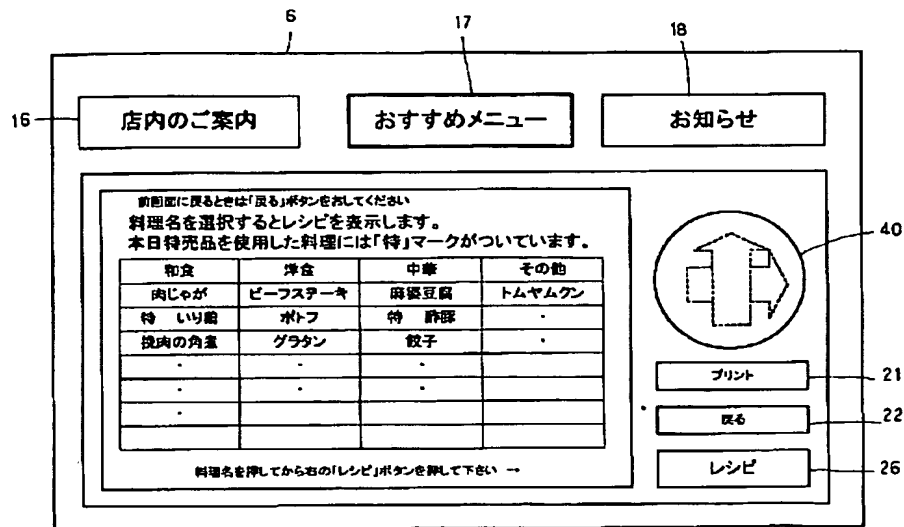 6
17
18
16
店内のご案内 おすすめメニュー お知らせ
前画面に戻るときは「戻る」ボタンをおしてください
料理名を選択するとレシピを表示します。
本日特売品を使用した料理には「特」マークがついています。
和食 洋食 中華 その他
肉じゃが ビーフステーキ 麻婆豆腐 トムヤムクン
特 いり鶏 ポトフ 特 酢豚 ・
挽肉の角煮 グラタン 餃子 ・
・ ・ ・
・ ・ ・
・
料理名を押してから右の「レシピ」ボタンを押して下さい →
40
プリント 21
戻る 22
レシピ 26